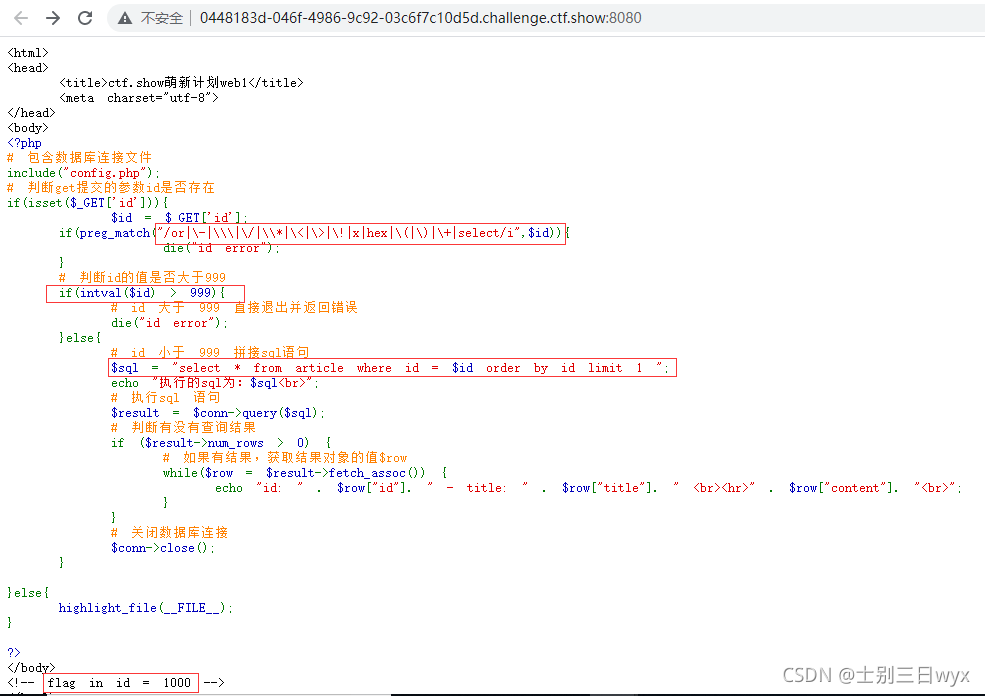 不安全 0448183d-046f-4986-9c92-03c6f7c10d5d.challenge.ctf.show:8080
<html>
<head>
<title>ctf.show萌新计划web1</title>
<meta charset="utf-8">
</head>
<body>
<?php
# 包含数据库连接文件
include("config.php");
# 判断get提交的参数id是否存在
if(isset($_GET['id'])){
$id = $_GET['id'];
if(preg_match("/or|\-|\\\|\/|\\*|\<|\>|\!|x|hex|\(|\)|\+|select/i",$id)){
die("id error");
}
# 判断id的值是否大于999
if(intval($id) > 999){
# id 大于 999 直接退出并返回错误
die("id error");
}else{
# id 小于 999 拼接sql语句
$sql = "select * from article where id = $id order by id limit 1 ";
echo "执行的sql为：$sql<br>";
# 执行sql 语句
$result = $conn->query($sql);
# 判断有没有查询结果
if ($result->num_rows > 0) {
# 如果有结果，获取结果对象的值$row
while($row = $result->fetch_assoc()) {
echo "id: " . $row["id"]. " - title: " . $row["title"]. " <br><hr>" . $row["content"]. "<br>";
}
}
# 关闭数据库连接
$conn->close();
}
}else{
highlight_file(__FILE__);
}
?>
</body>
<!-- flag in id = 1000 -->
CSDN @士别三日wyx